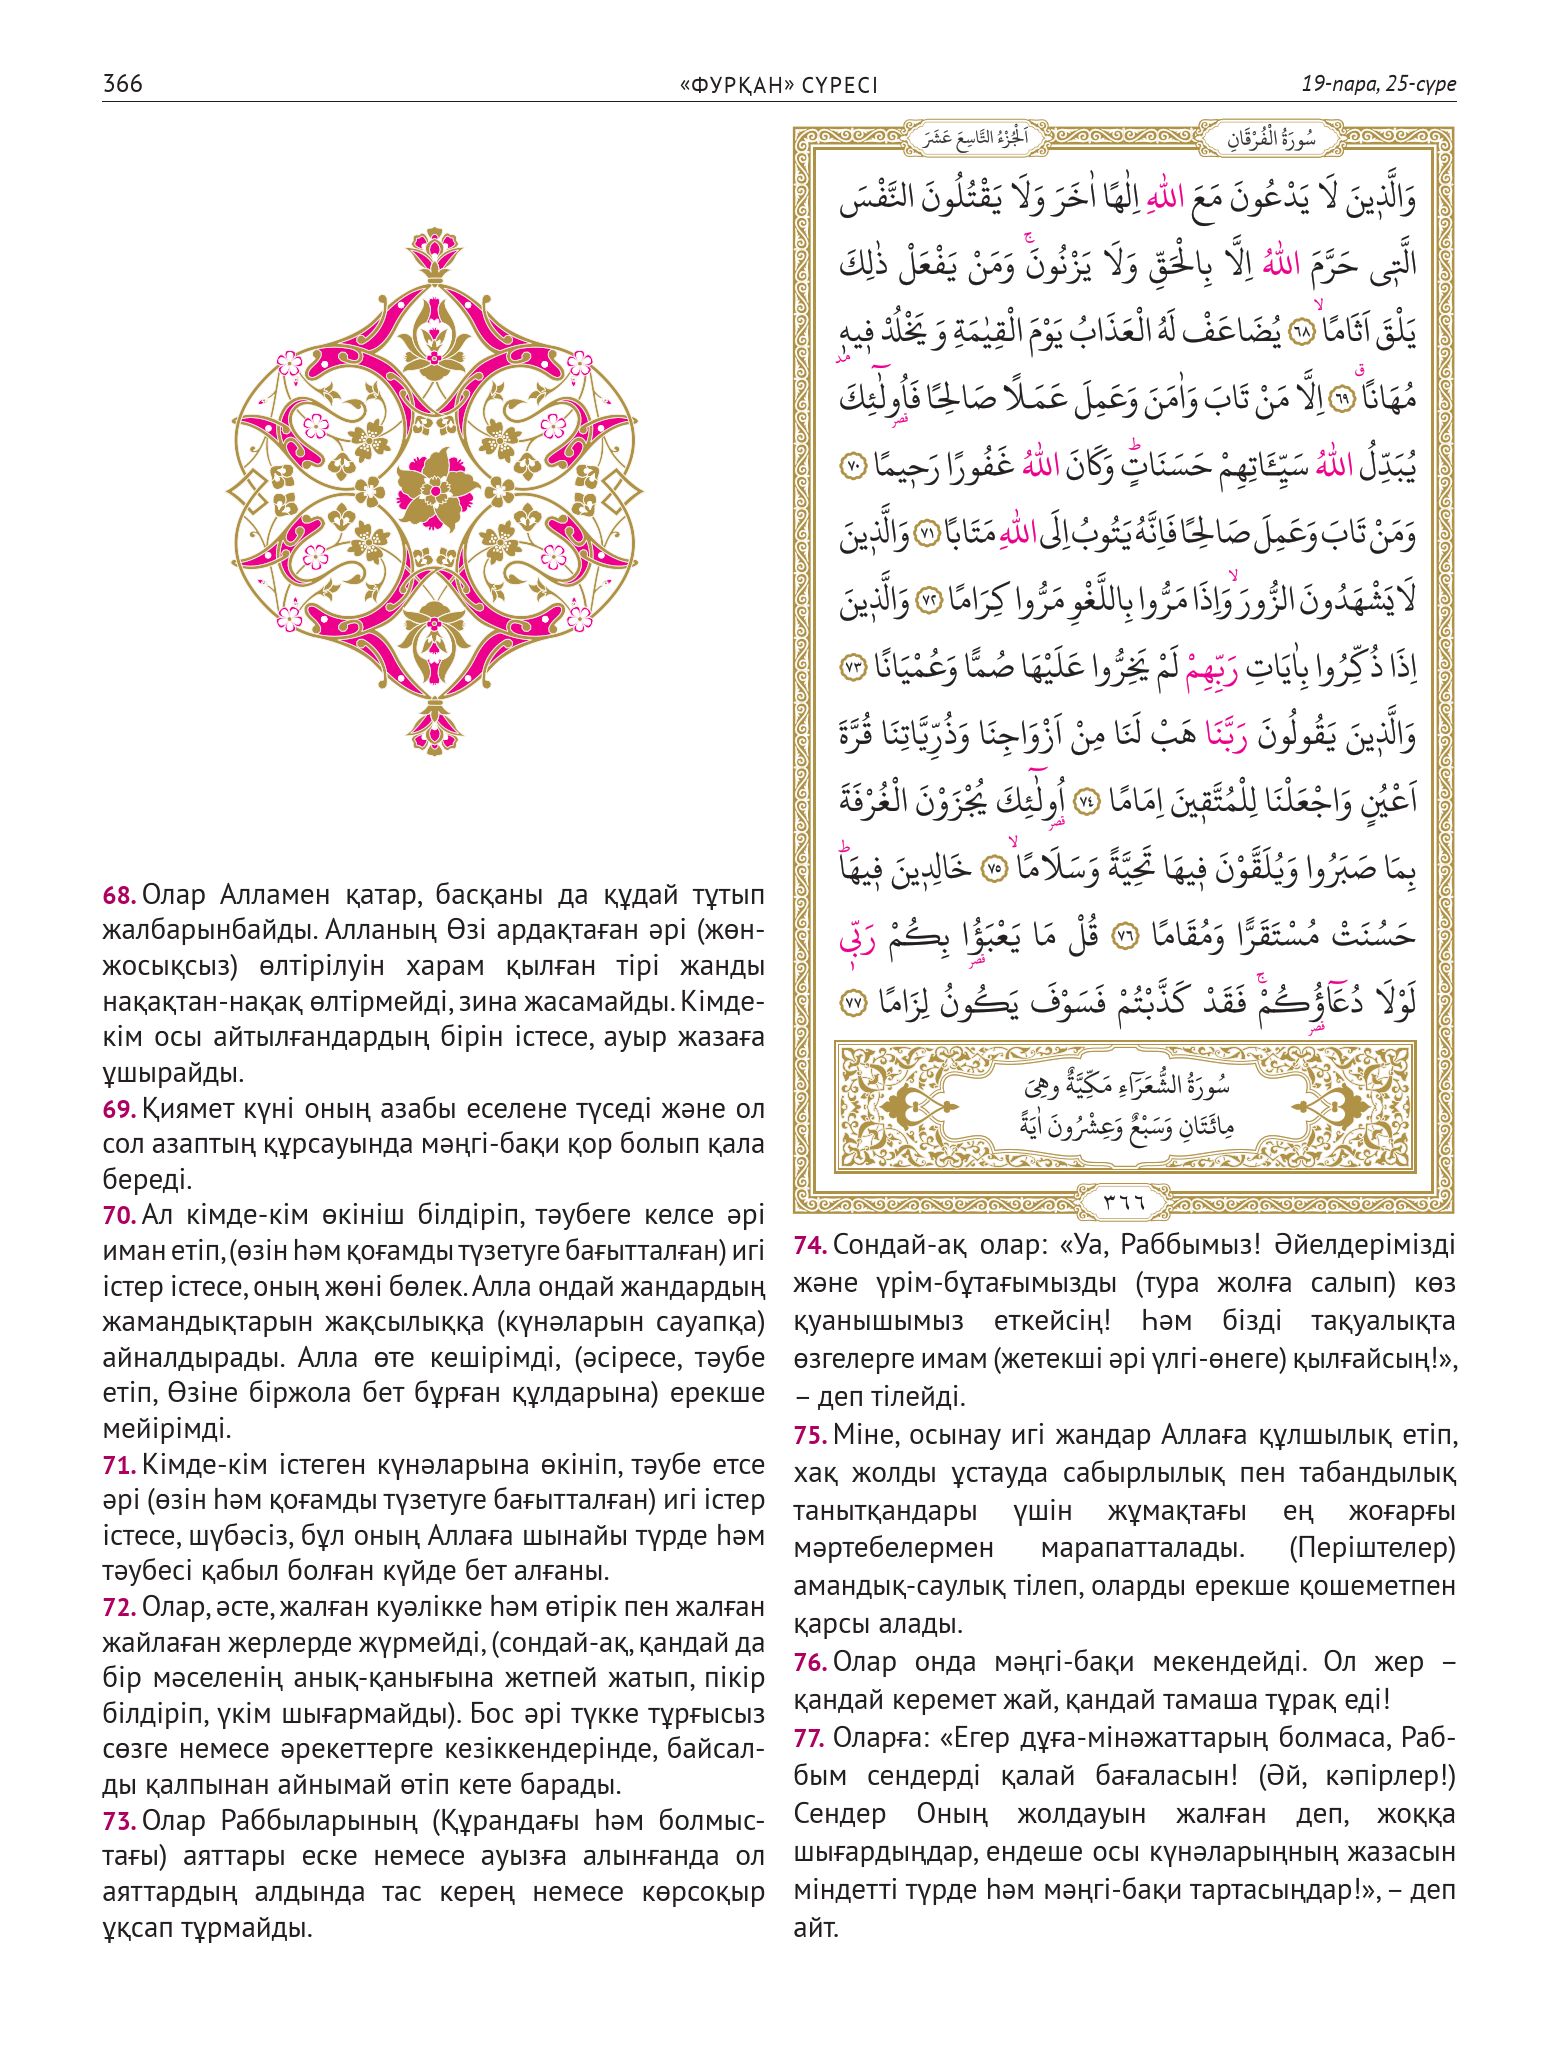 366
«ФУРҚАН» СҮРЕСІ
19-пара, 25-сүре
اَلْجُزْءُ التَّاسِعَ عَشَرَ
سُورَةُ الْفُرْقَانِ
وَالَّذ۪ينَ لَا يَدْعُونَ مَعَ اللّٰهِ اِلٰهًا اٰخَرَ وَلَا يَقْتُلُونَ النَّفْسَ
الَّت۪ي حَرَّمَ اللّٰهُ اِلَّا بِالْحَقِّ وَلَا يَزْنُونَۚ وَمَنْ يَفْعَلْ ذٰلِكَ
يَلْقَ اَثَامًاۙ ﴿٦٨﴾ يُضَاعَفْ لَهُ الْعَذَابُ يَوْمَ الْقِيٰمَةِ وَيَخْلُدْ ف۪يه۪
مُهَانًاۗ ﴿٦٩﴾ اِلَّا مَنْ تَابَ وَاٰمَنَ وَعَمِلَ عَمَلًا صَالِحًا فَاُو۬لٰٓئِكَ
يُبَدِّلُ اللّٰهُ سَيِّـَٔاتِهِمْ حَسَنَاتٍۜ وَكَانَ اللّٰهُ غَفُورًا رَح۪يمًا ﴿٧٠﴾
وَمَنْ تَابَ وَعَمِلَ صَالِحًا فَاِنَّهُ يَتُوبُ اِلَى اللّٰهِ مَتَابًا ﴿٧١﴾ وَالَّذ۪ينَ
لَا يَشْهَدُونَ الزُّورَۙ وَاِذَا مَرُّوا بِاللَّغْوِ مَرُّوا كِرَامًا ﴿٧٢﴾ وَالَّذ۪ينَ
اِذَا ذُكِّرُوا بِاٰيَاتِ رَبِّهِمْ لَمْ يَخِرُّوا عَلَيْهَا صُمًّا وَعُمْيَانًا ﴿٧٣﴾
وَالَّذ۪ينَ يَقُولُونَ رَبَّنَا هَبْ لَنَا مِنْ اَزْوَاجِنَا وَذُرِّيَّاتِنَا قُرَّةَ
اَعْيُنٍ وَاجْعَلْنَا لِلْمُتَّق۪ينَ اِمَامًا ﴿٧٤﴾ اُو۬لٰٓئِكَ يُجْزَوْنَ الْغُرْفَةَ
بِمَا صَبَرُوا وَيُلَقَّوْنَ ف۪يهَا تَحِيَّةً وَسَلَامًاۙ ﴿٧٥﴾ خَالِد۪ينَ ف۪يهَاۜ
حَسُنَتْ مُسْتَقَرًّا وَمُقَامًا ﴿٧٦﴾ قُلْ مَا يَعْبَؤُ۬ا بِكُمْ رَبّ۪ي
لَوْلَا دُعَٓاؤُ۬كُمْۚ فَقَدْ كَذَّبْتُمْ فَسَوْفَ يَكُونُ لِزَامًا ﴿٧٧﴾
سُورَةُ الشُّعَرَٓاءِ مَكِّيَّةٌ وهِيَ
مِائَتَانِ وَسَبْعٌ وَعِشْرُونَ اٰيَةً
٣٦٦
68. Олар Алламен қатар, басқаны да құдай тұтып
жалбарынбайды. Алланың Өзі ардақтаған әрі (жөн-
жосықсыз) өлтірілуін харам қылған тірі жанды
нақақтан-нақақ өлтірмейді, зина жасамайды. Кімде-
кім осы айтылғандардың бірін істесе, ауыр жазаға
ұшырайды.
69. Қиямет күні оның азабы еселене түседі және ол
сол азаптың құрсауында мәңгі-бақи қор болып қала
береді.
70. Ал кімде-кім өкініш білдіріп, тәубеге келсе әрі
иман етіп, (өзін һәм қоғамды түзетуге бағытталған) игі
істер істесе, оның жөні бөлек. Алла ондай жандардың
жамандықтарын жақсылыққа (күнәларын сауапқа)
айналдырады. Алла өте кешірімді, (әсіресе, тәубе
етіп, Өзіне біржола бет бұрған құлдарына) ерекше
мейірімді.
71. Кімде-кім істеген күнәларына өкініп, тәубе етсе
әрі (өзін һәм қоғамды түзетуге бағытталған) игі істер
істесе, шүбәсіз, бұл оның Аллаға шынайы түрде һәм
тәубесі қабыл болған күйде бет алғаны.
72. Олар, әсте, жалған куәлікке һәм өтірік пен жалған
жайлаған жерлерде жүрмейді, (сондай-ақ, қандай да
бір мәселенің анық-қанығына жетпей жатып, пікір
білдіріп, үкім шығармайды). Бос әрі түкке тұрғысыз
сөзге немесе әрекеттерге кезіккендерінде, байсал-
ды қалпынан айнымай өтіп кете барады.
73. Олар Раббыларының (Құрандағы һәм болмыс-
тағы) аяттары еске немесе ауызға алынғанда ол
аяттардың алдында тас керең немесе көрсоқыр
ұқсап тұрмайды.
74. Сондай-ақ олар: «Уа, Раббымыз! Әйелдерімізді
және үрім-бұтағымызды (тура жолға салып) көз
қуанышымыз еткейсің! Һәм бізді тақуалықта
өзгелерге имам (жетекші әрі үлгі-өнеге) қылғайсың!»,
– деп тілейді.
75. Міне, осынау игі жандар Аллаға құлшылық етіп,
хақ жолды ұстауда сабырлылық пен табандылық
танытқандары үшін жұмақтағы ең жоғарғы
мәртебелермен марапатталады. (Періштелер)
амандық-саулық тілеп, оларды ерекше қошеметпен
қарсы алады.
76. Олар онда мәңгі-бақи мекендейді. Ол жер –
қандай керемет жай, қандай тамаша тұрақ еді!
77. Оларға: «Егер дұға-мінәжаттарың болмаса, Раб-
бым сендерді қалай бағаласын! (Әй, кәпірлер!)
Сендер Оның жолдауын жалған деп, жоққа
шығардыңдар, ендеше осы күнәларыңның жазасын
міндетті түрде һәм мәңгі-бақи тартасыңдар!», – деп
айт.